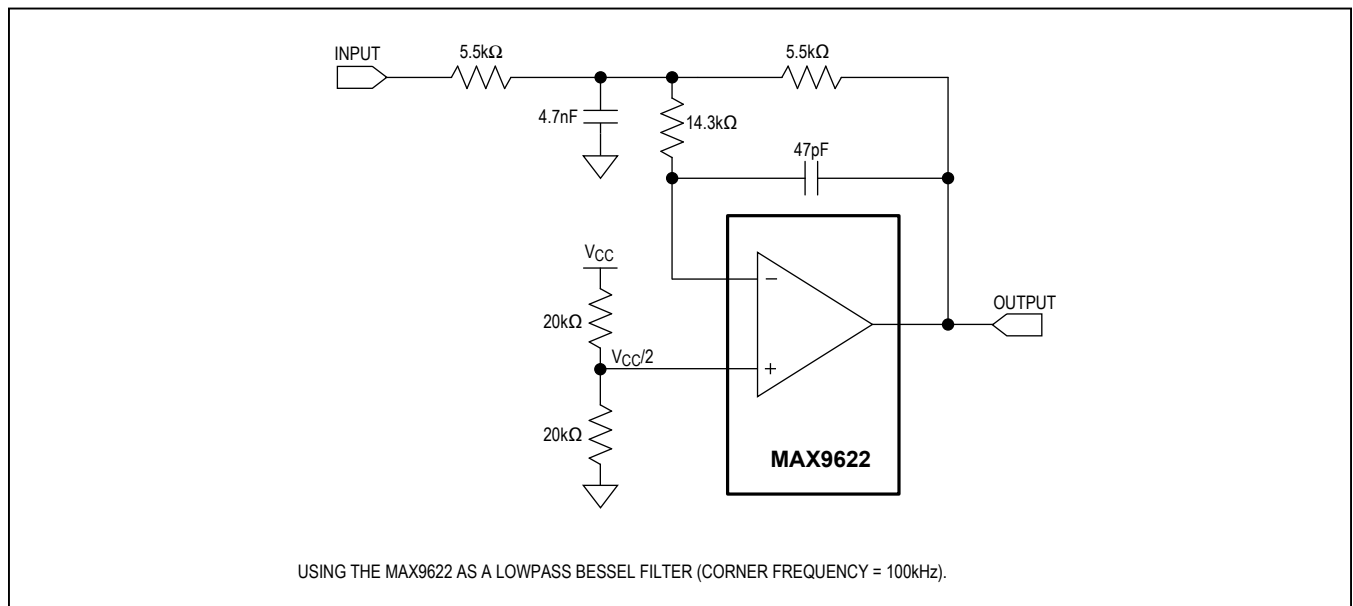 INPUT
5.5kΩ
5.5kΩ
4.7nF
14.3kΩ
47pF
VCC
20kΩ
VCC/2
20kΩ
−
+
MAX9622
OUTPUT
USING THE MAX9622 AS A LOWPASS BESSEL FILTER (CORNER FREQUENCY = 100kHz).